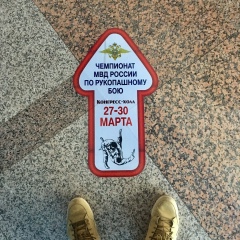 ЧЕМПИОНАТ
МВД РОССИИ
ПО РУКОПАШНОМУ
БОЮ
КОНГРЕСС-ХОЛЛ
27-30
МАРТА